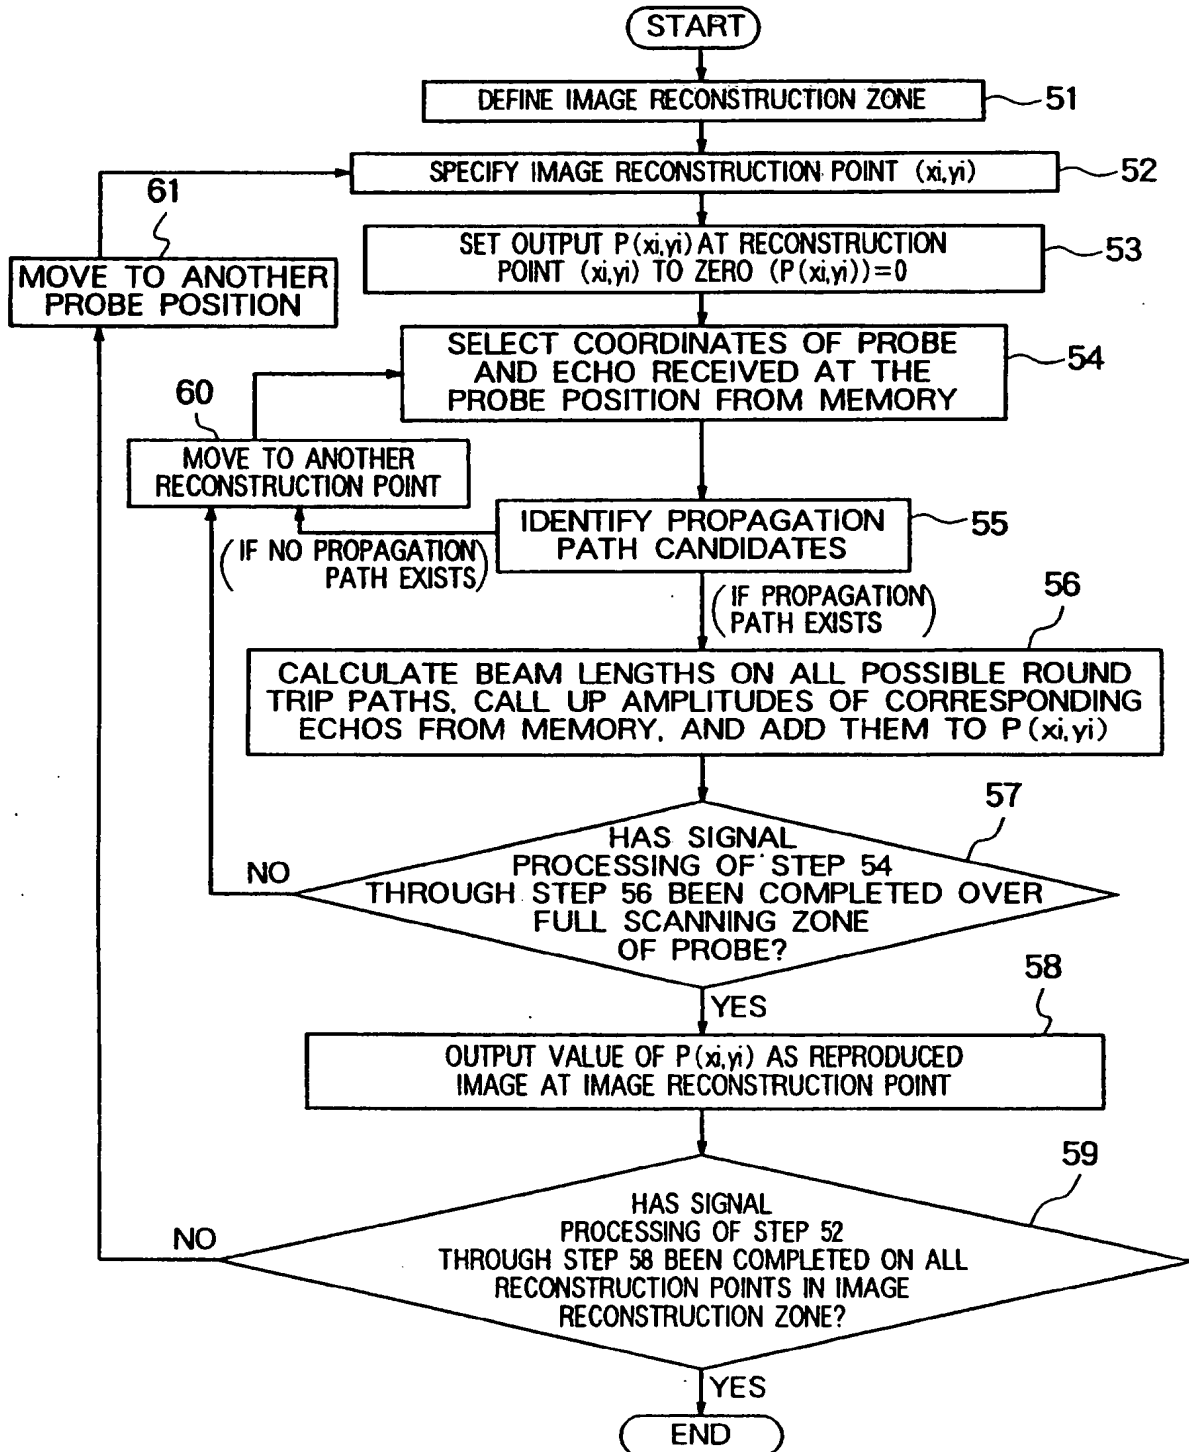 START
DEFINE IMAGE RECONSTRUCTION ZONE
51
SPECIFY IMAGE RECONSTRUCTION POINT (xi,yi)
52
61
SET OUTPUT P(xi,yi) AT RECONSTRUCTION
POINT (xi,yi) TO ZERO (P(xi,yi))=0
53
MOVE TO ANOTHER
PROBE POSITION
SELECT COORDINATES OF PROBE
AND ECHO RECEIVED AT THE
PROBE POSITION FROM MEMORY
54
60
MOVE TO ANOTHER
RECONSTRUCTION POINT
IDENTIFY PROPAGATION
PATH CANDIDATES
55
(IF NO PROPAGATION
PATH EXISTS)
(IF PROPAGATION
PATH EXISTS)
56
CALCULATE BEAM LENGTHS ON ALL POSSIBLE ROUND
TRIP PATHS, CALL UP AMPLITUDES OF CORRESPONDING
ECHOS FROM MEMORY, AND ADD THEM TO P(xi,yi)
57
HAS SIGNAL
PROCESSING OF STEP 54
THROUGH STEP 56 BEEN COMPLETED OVER
FULL SCANNING ZONE
OF PROBE?
NO
YES
58
OUTPUT VALUE OF P(xi,yi) AS REPRODUCED
IMAGE AT IMAGE RECONSTRUCTION POINT
59
HAS SIGNAL
PROCESSING OF STEP 52
THROUGH STEP 58 BEEN COMPLETED ON ALL
RECONSTRUCTION POINTS IN IMAGE
RECONSTRUCTION ZONE?
NO
YES
END